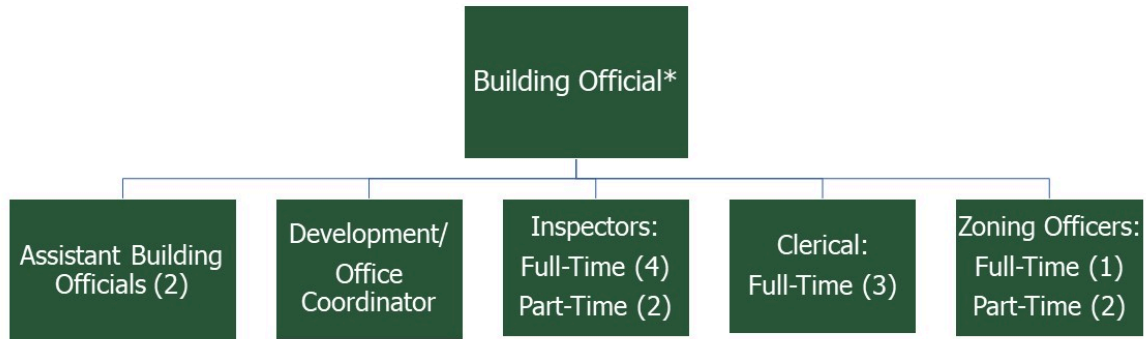 Building Official*
Assistant Building
Officials (2)
Development/
Office
Coordinator
Inspectors:
Full-Time (4)
Part-Time (2)
Clerical:
Full-Time (3)
Zoning Officers:
Full-Time (1)
Part-Time (2)